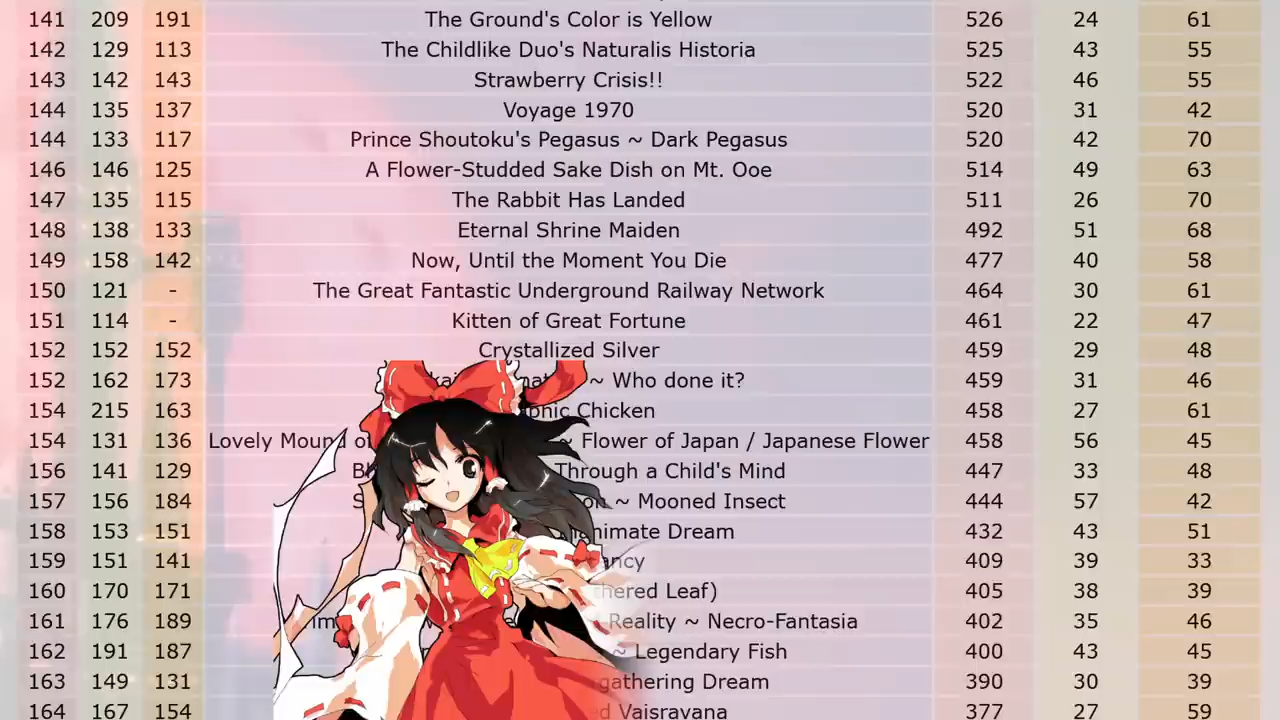 141 209 191 The Ground's Color is Yellow 526 24 61
142 129 113 The Childlike Duo's Naturalis Historia 525 43 55
143 142 143 Strawberry Crisis!! 522 46 55
144 135 137 Voyage 1970 520 31 42
144 133 117 Prince Shoutoku's Pegasus ~ Dark Pegasus 520 42 70
146 146 125 A Flower-Studded Sake Dish on Mt. Ooe 514 49 63
147 135 115 The Rabbit Has Landed 511 26 70
148 138 133 Eternal Shrine Maiden 492 51 68
149 158 142 Now, Until the Moment You Die 477 40 58
150 121 - The Great Fantastic Underground Railway Network 464 30 61
151 114 - Kitten of Great Fortune 461 22 47
152 152 152 Crystallized Silver 459 29 48
152 162 173 ~ Who done it? 459 31 46
154 215 163 Chicken 458 27 61
154 131 136 Lovely Mound ~ Flower of Japan / Japanese Flower 458 56 45
156 141 129 Through a Child's Mind 447 33 48
157 156 184 ~ Mooned Insect 444 57 42
158 153 151 Dream 432 43 51
159 151 141 409 39 33
160 170 171 Leaf) 405 38 39
161 176 189 Reality ~ Necro-Fantasia 402 35 46
162 191 187 ~ Legendary Fish 400 43 45
163 149 131 Dream 390 30 39
164 167 154 Vaisravana 377 27 59